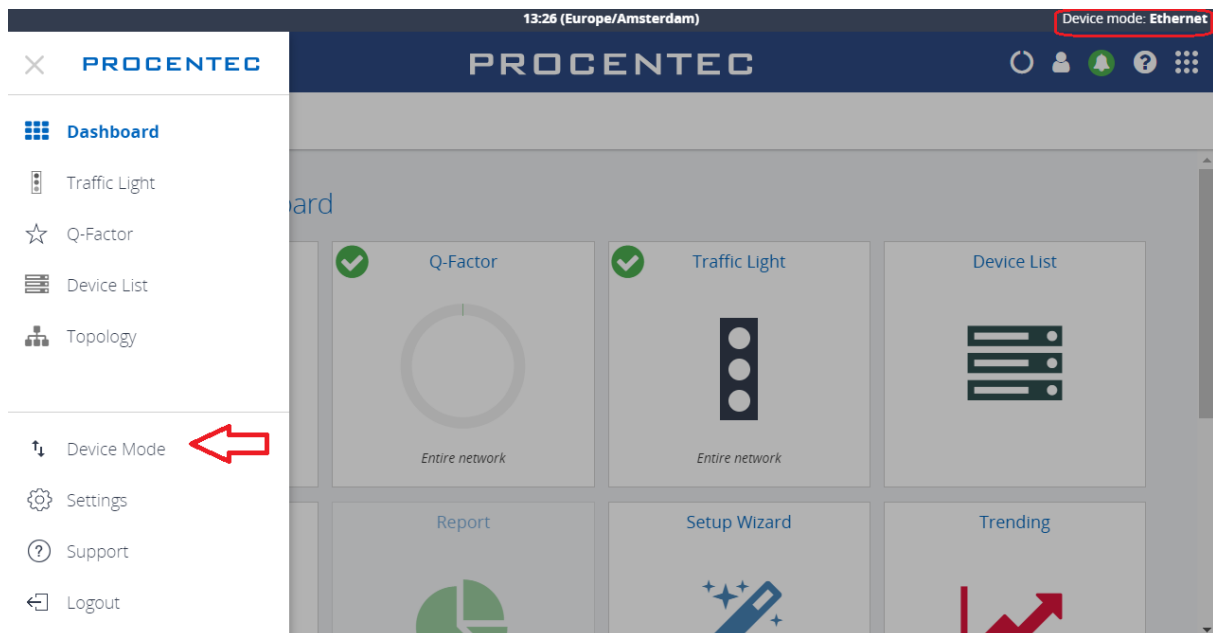 13:26 (Europe/Amsterdam)
Device mode: Ethernet
PROCENTEC
PROCENTEC
Dashboard
Traffic Light
Q-Factor
Device List
Topology
Device Mode
Settings
Support
Logout
oard
Q-Factor
Traffic Light
Device List
Entire network
Entire network
Report
Setup Wizard
Trending